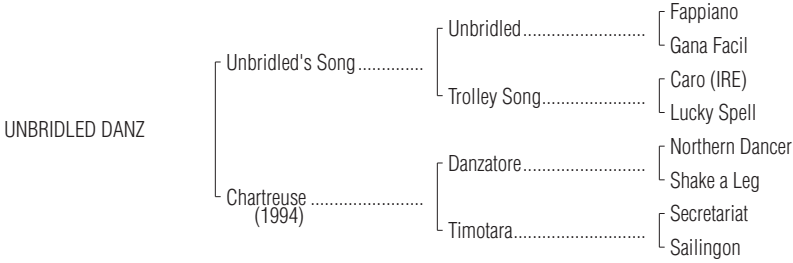 Fappiano
Unbridled..............................
Gana Facil
Unbridled's Song ..............
Caro (IRE)
Trolley Song.........................
Lucky Spell
UNBRIDLED DANZ
Northern Dancer
Danzatore..............................
Shake a Leg
Chartreuse ..........................
(1994)
Secretariat
Timotara................................
Sailingon